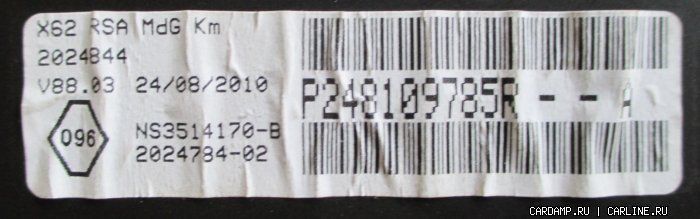 X62 RSA MdG Km
2024844
V88.03 24/08/2010
096
NS3514170-B
2024784-02
P248109785R - - A
CARDAMP.RU | CARLINE.RU